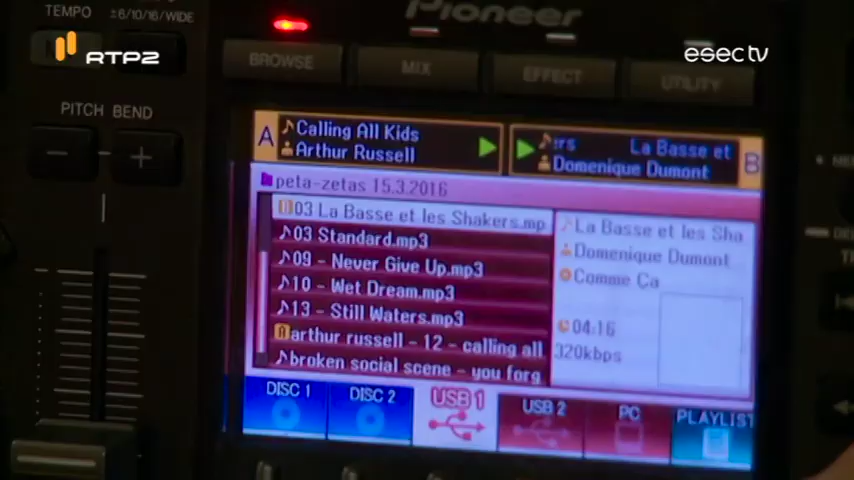 Pioneer
TEMPO ±6/10/16/WIDE
RTP2
esectv
BROWSE
MIX
EFFECT
UTILITY
PITCH BEND
A
Calling All Kids
Arthur Russell
ers La Basse et
Domenique Dumont
B
peta-zetas 15.3.2016
03 La Basse et les Shakers.mp
03 Standard.mp3
09 - Never Give Up.mp3
10 - Wet Dream.mp3
13 - Still Waters.mp3
A arthur russell - 12 - calling all
broken social scene - you forg
La Basse et les Sha
Domenique Dumont
Comme Ça
04:16
320kbps
DISC 1
DISC 2
USB 1
USB 2
PC
PLAYLIST